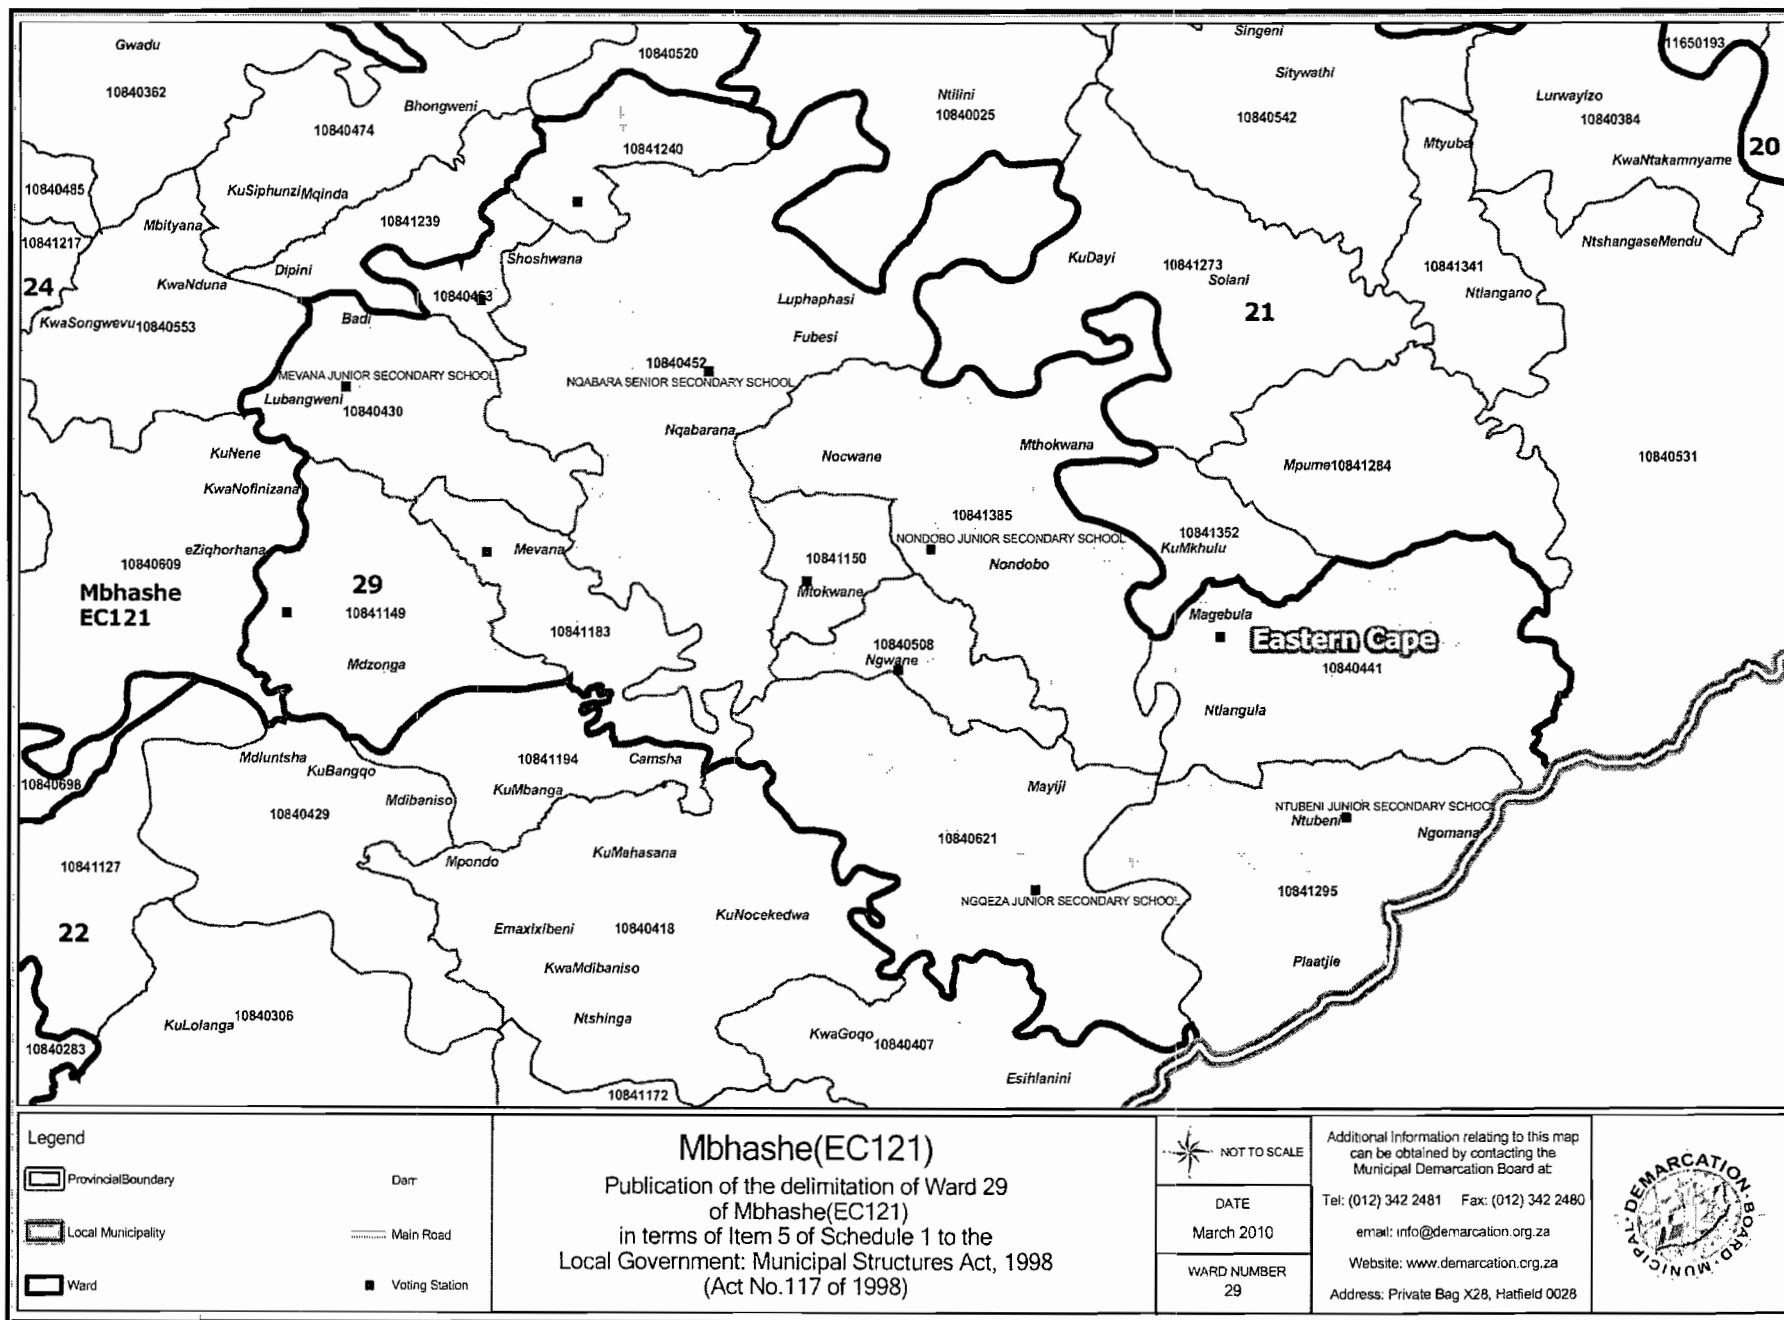 Gwadu
10840362
10840520
Singeni
11650193
Sitywathi
Bhongweni
10840474
Ntilini
10840025
10840542
Lurwayizo
10840384
Mtyuba
KwaNtakamnyame
20
10841240
10840485
KuSiphunzi
Mqinda
10841239
Mbityana
10841217
24
Dipini
KwaNduna
Shoshwana
KuDayi
10841273
Solani
10841341
Ntlangano
NtshangaseMendu
KwaSongwevu
10840553
Badi
Luphaphasi
Fubesi
21
10840452
MEVANA JUNIOR SECONDARY SCHOOL
NQABARA SENIOR SECONDARY SCHOOL
Lubangweni
10840430
Nqabarana
KuNene
KwaNofinizana
Nocwane
Mthokwana
Mpume
10841284
10840531
10841385
NONDOBO JUNIOR SECONDARY SCHOOL
10841352
KuMkhulu
eZiqhorhana
10840609
Mevana
10841150
Nondobo
Mbhashe
EC121
29
10841149
Mtokwane
Magebula
10841183
Eastern Cape
10840508
Ngwane
10840441
Mdzonga
Ntlangula
Mdluntsha
KuBangqo
10841194
Camsha
10840698
Mdibaniso
KuMbanga
Mayiji
10840429
NTUBENI JUNIOR SECONDARY SCHOO
Ntubeni
Ngomana
10840621
10841127
Mpondo
KuMahasana
10841295
NGQEZA JUNIOR SECONDARY SCHOOL
KuNocekedwa
22
Emaxixibeni
10840418
KwaMdibaniso
Plaatjie
KuLolanga
10840306
Ntshinga
KwaGoqo
10840407
10840283
Esihlanini
10841172
Legend
ProvincialBoundary
Local Municipality
Ward
Main Road
Voting Station
Mbhashe(EC121)
Publication of the delimitation of Ward 29
of Mbhashe(EC121)
in terms of Item 5 of Schedule 1 to the
Local Government: Municipal Structures Act, 1998
(Act No.117 of 1998)
NOT TO SCALE
DATE
March 2010
WARD NUMBER
29
Additional Information relating to this map
can be obtained by contacting the
Municipal Demarcation Board at:
Tel: (012) 342 2481 Fax: (012) 342 2480
email: info@demarcation.org.za
Website: www.demarcation.org.za
Address: Private Bag X28, Hatfield 0028
MUNICIPAL DEMARCATION BOARD